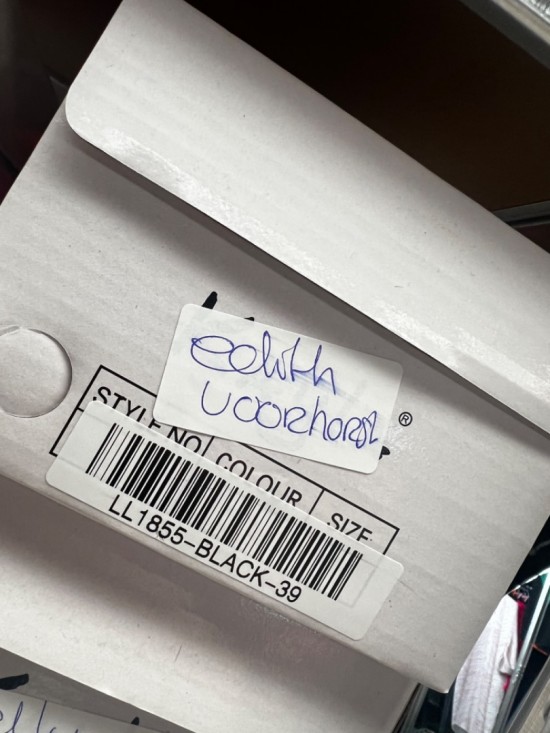 edith
voorhorst
®
STYLE NO
COLOUR
SIZE
LL1855-BLACK-39